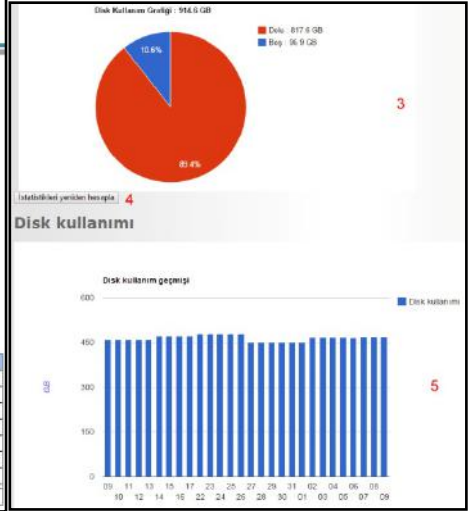 Disk Kullanım Grafiği : 914.6 GB
Dolu : 817.6 GB
Boş : 96.9 GB
10.6%
89.4%
3
İstatistikleri yeniden hesapla
4
Disk kullanımı
Disk kullanım geçmişi
Disk kullanımı
600
450
300
150
0
GB
5
09 11 13 15 17 23 25 27 29 31 02 04 06 08
10 12 14 16 22 24 26 28 30 01 03 05 07 09